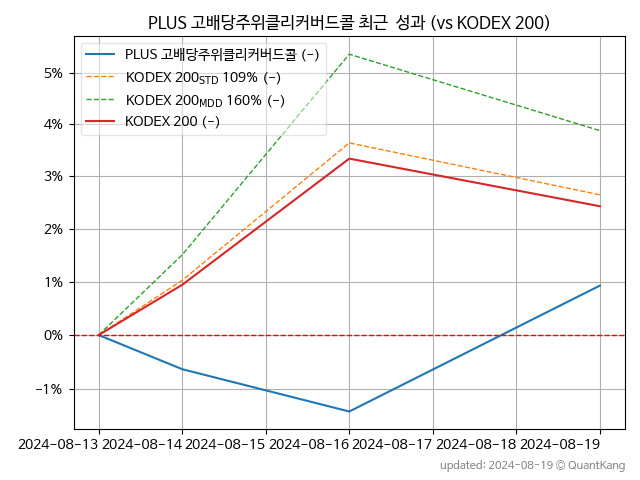 PLUS 고배당주위클리커버드콜 최근 성과 (vs KODEX 200)
PLUS 고배당주위클리커버드콜 (-)
KODEX 200STD 109% (-)
KODEX 200MDD 160% (-)
KODEX 200 (-)
5%
4%
3%
2%
1%
0%
−1%
2024-08-13 2024-08-14 2024-08-15 2024-08-16 2024-08-17 2024-08-18 2024-08-19
updated: 2024-08-19 © QuantKang